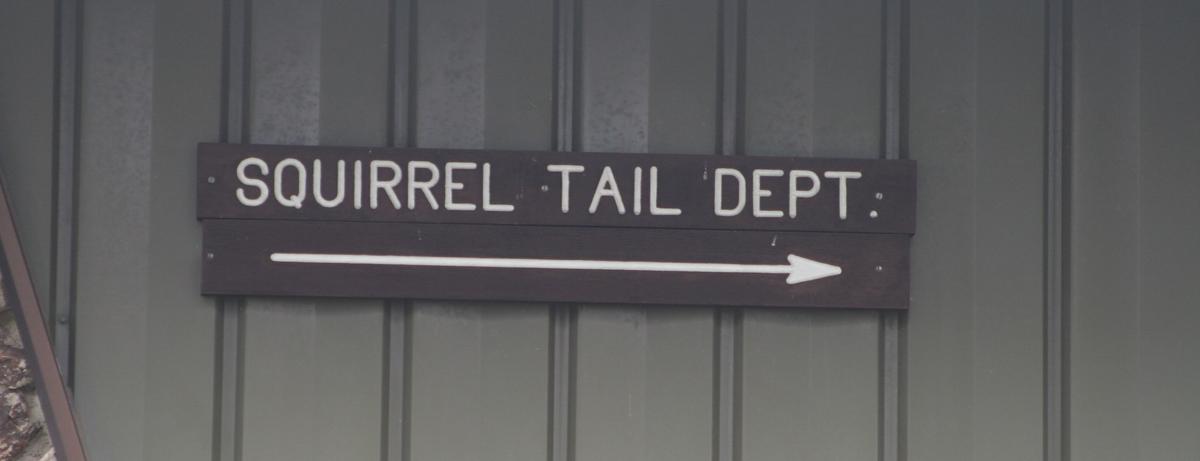 SQUIRREL TAIL DEPT.